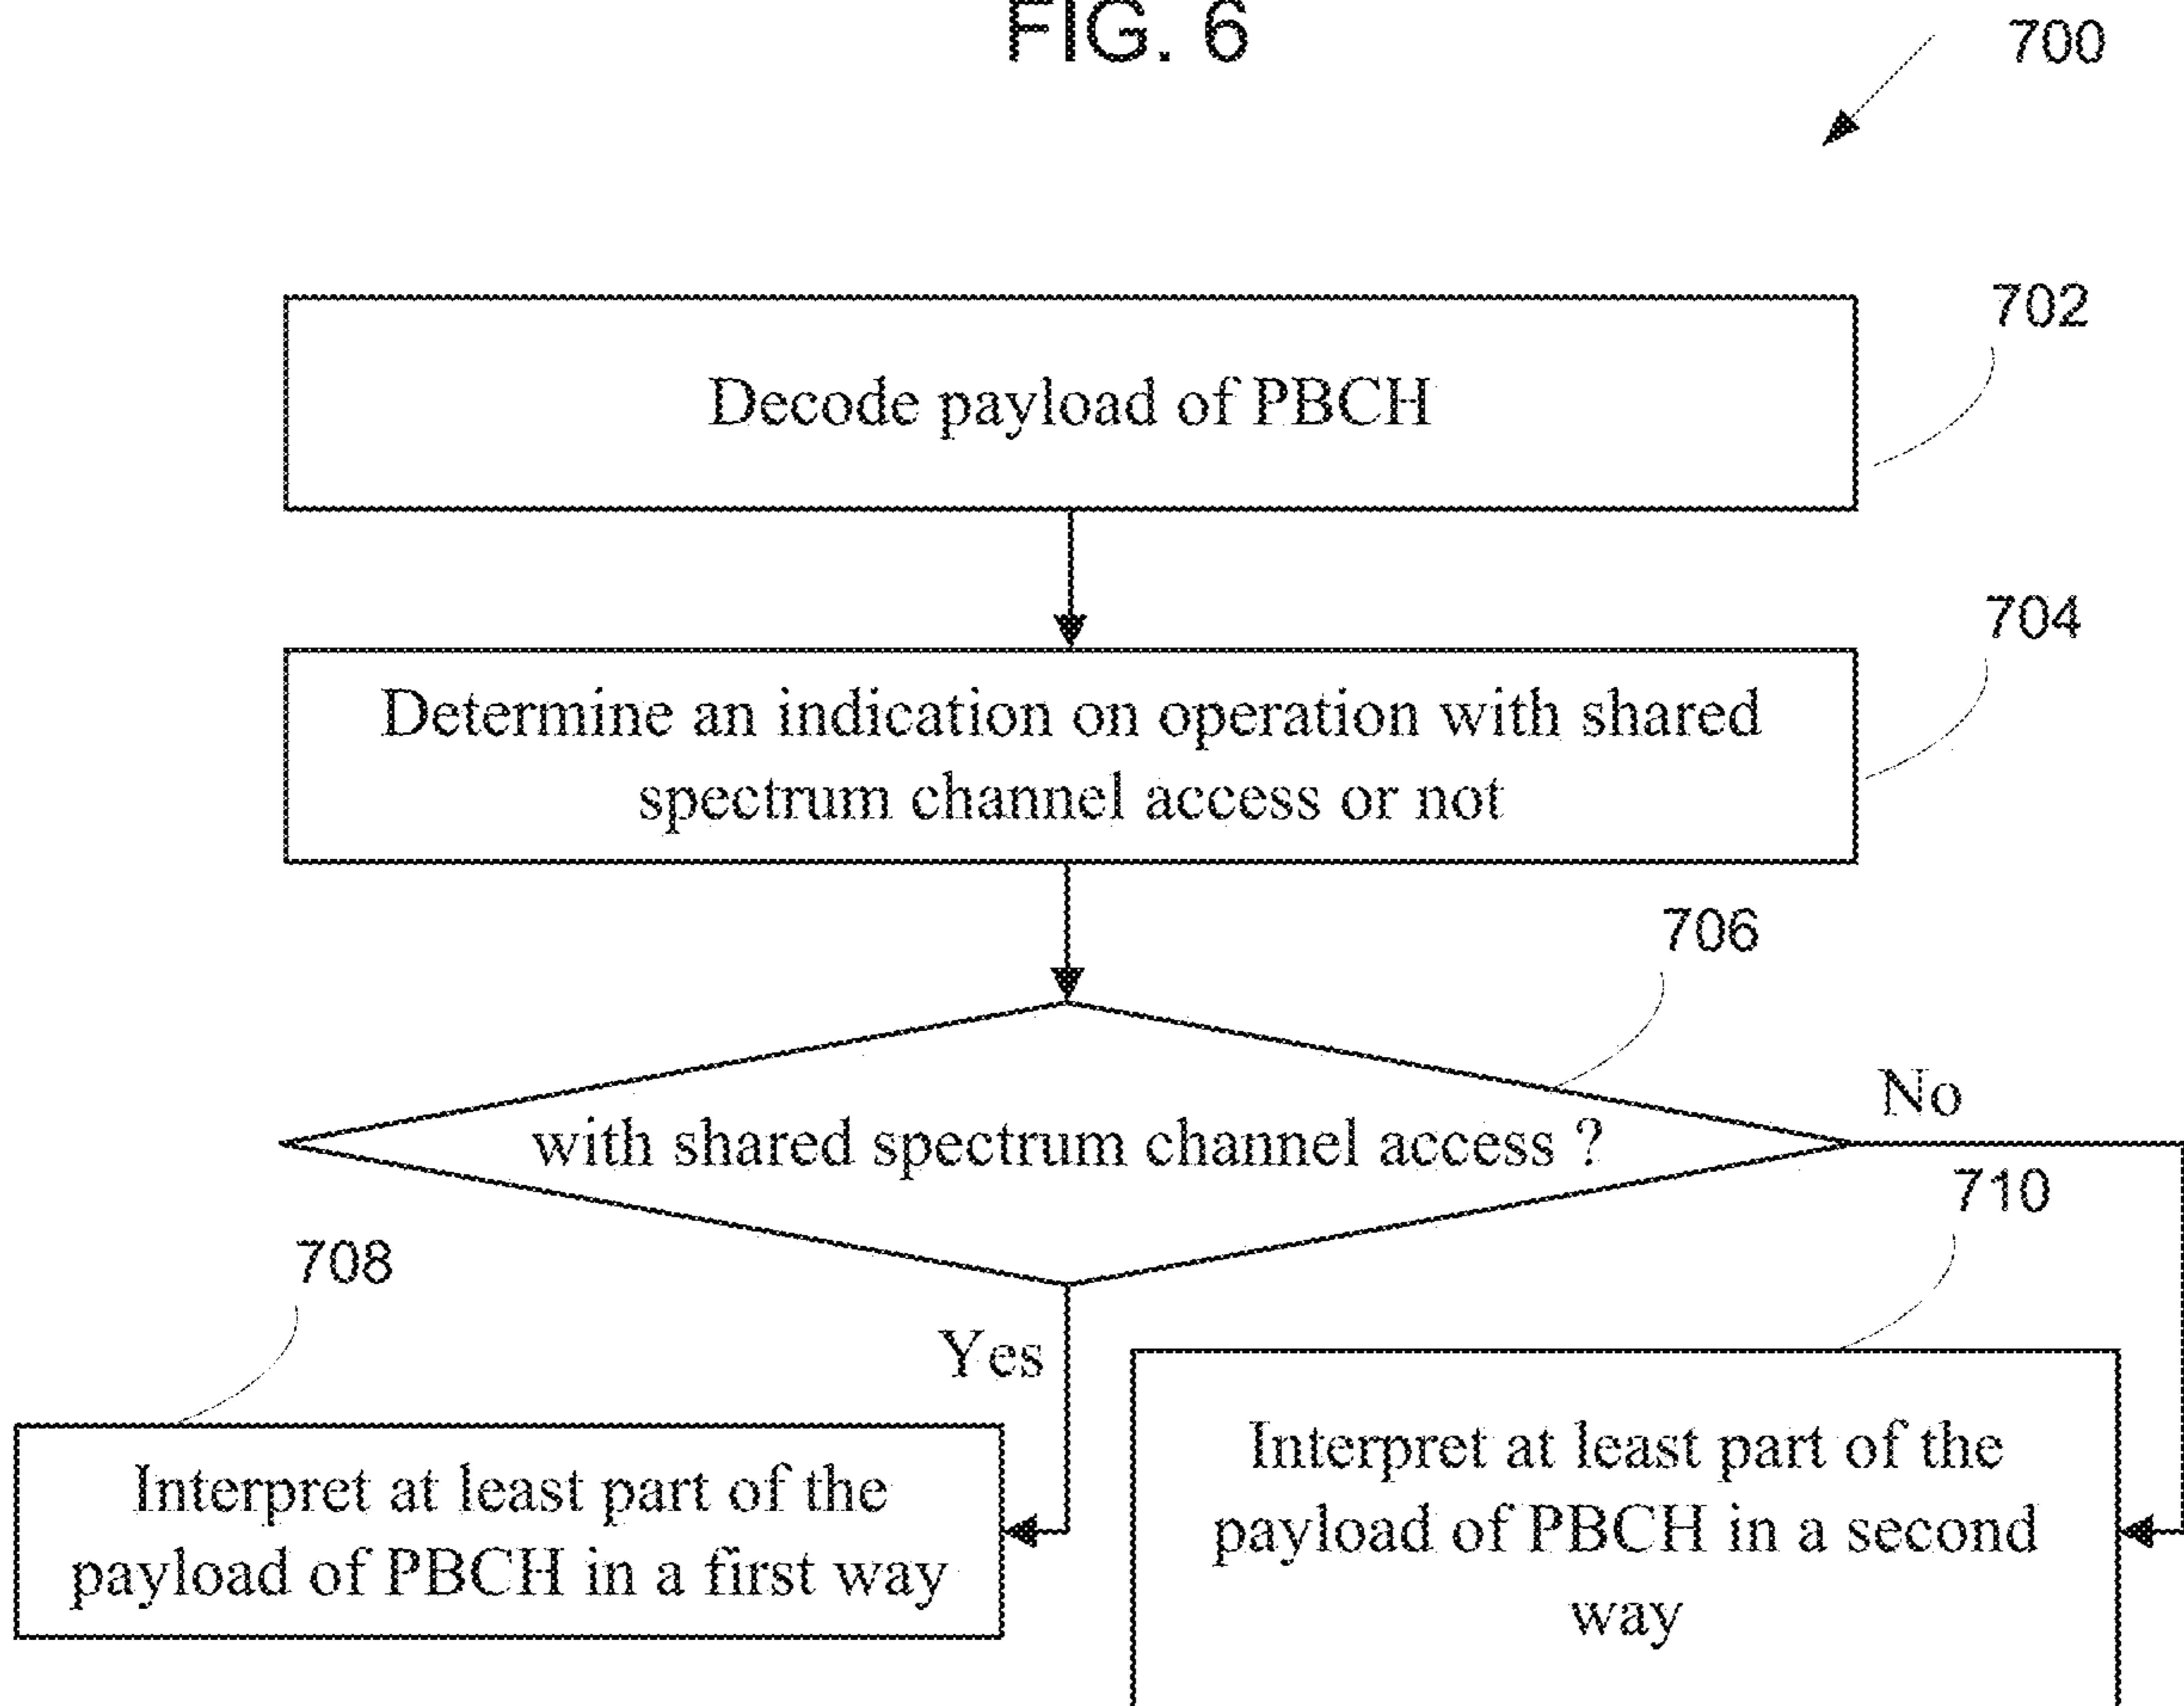 FIG. 6
700
702
Decode payload of PBCH
704
Determine an indication on operation with shared
spectrum channel access or not
706
No
with shared spectrum channel access ?
710
708
Yes
Interpret at least part of the
payload of PBCH in a first way
Interpret at least part of the
payload of PBCH in a second
way